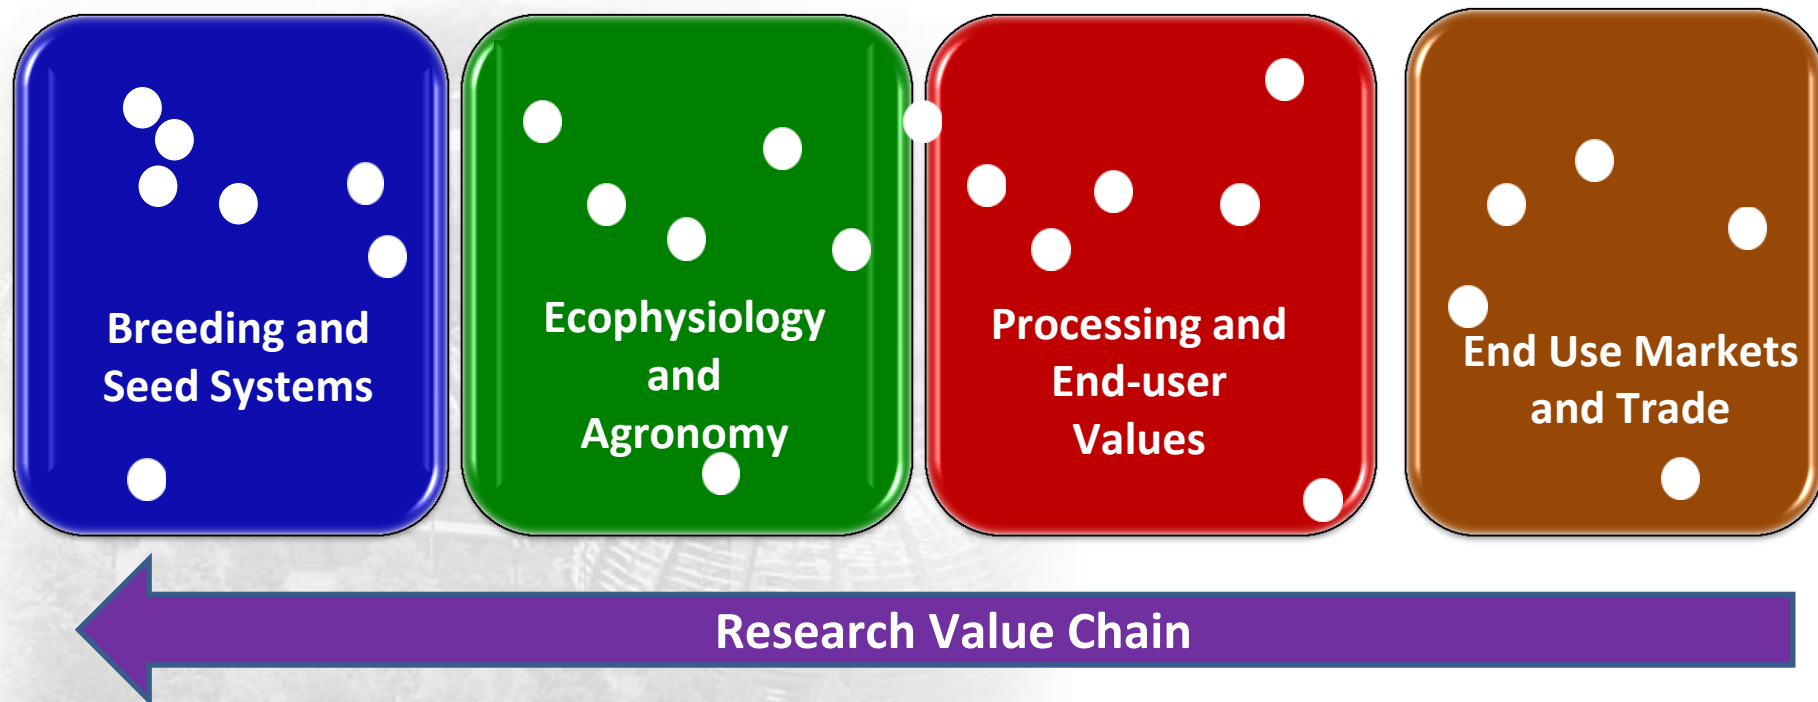 Breeding and
Seed Systems
Ecophysiology
and
Agronomy
Processing and
End-user
Values
End Use Markets
and Trade
Research Value Chain